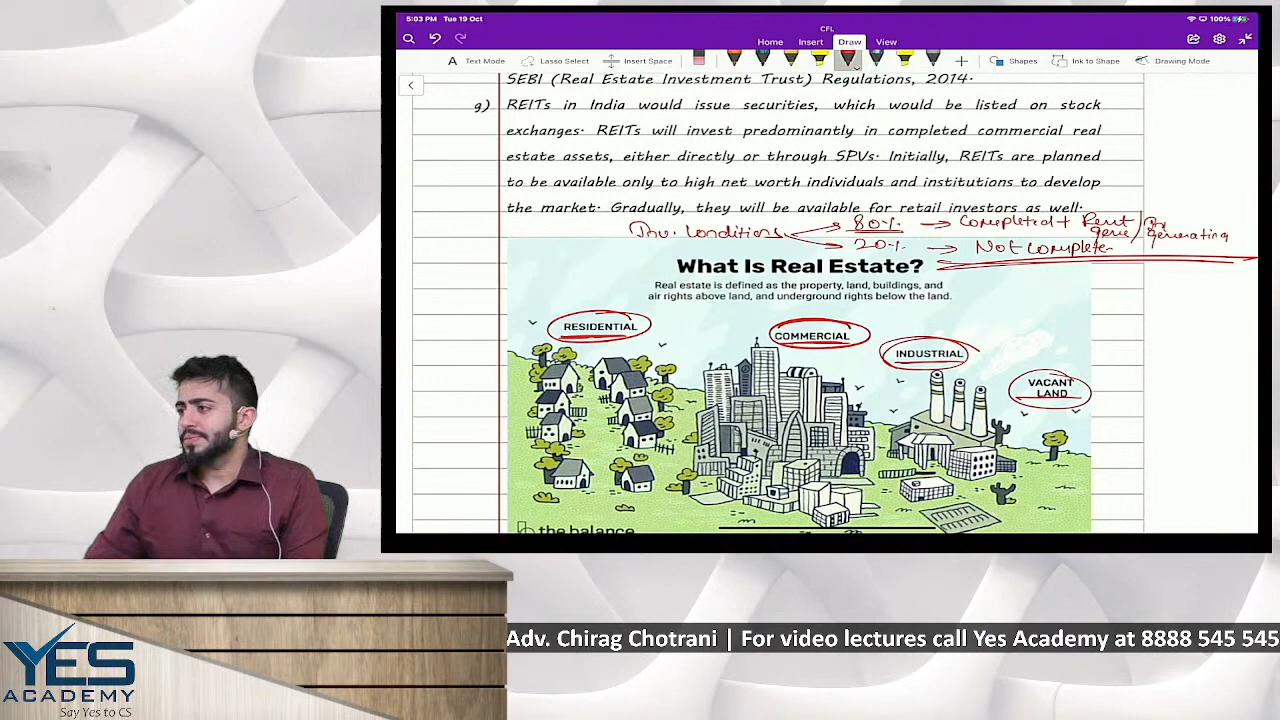 5:03 PM Tue 19 Oct
100%
CFL
Home Insert Draw View
Text Mode Lasso Select Insert Space Shapes Ink to Shape Drawing Mode
SEBI (Real Estate Investment Trust) Regulations, 2014.
g) REITs in India would issue securities, which would be listed on stock
exchanges. REITs will invest predominantly in completed commercial real
estate assets, either directly or through SPVs. Initially, REITs are planned
to be available only to high net worth individuals and institutions to develop
the market. Gradually, they will be available for retail investors as well.
Inv. Conditions
80% → Completed + Rent
generating
20% → Not Complete
What Is Real Estate?
Real estate is defined as the property, land, buildings, and
air rights above land, and underground rights below the land.
RESIDENTIAL
COMMERCIAL
INDUSTRIAL
VACANT
LAND
the balance
YES
ACADEMY
Say Yes to CS
Adv. Chirag Chotrani | For video lectures call Yes Academy at 8888 545 545